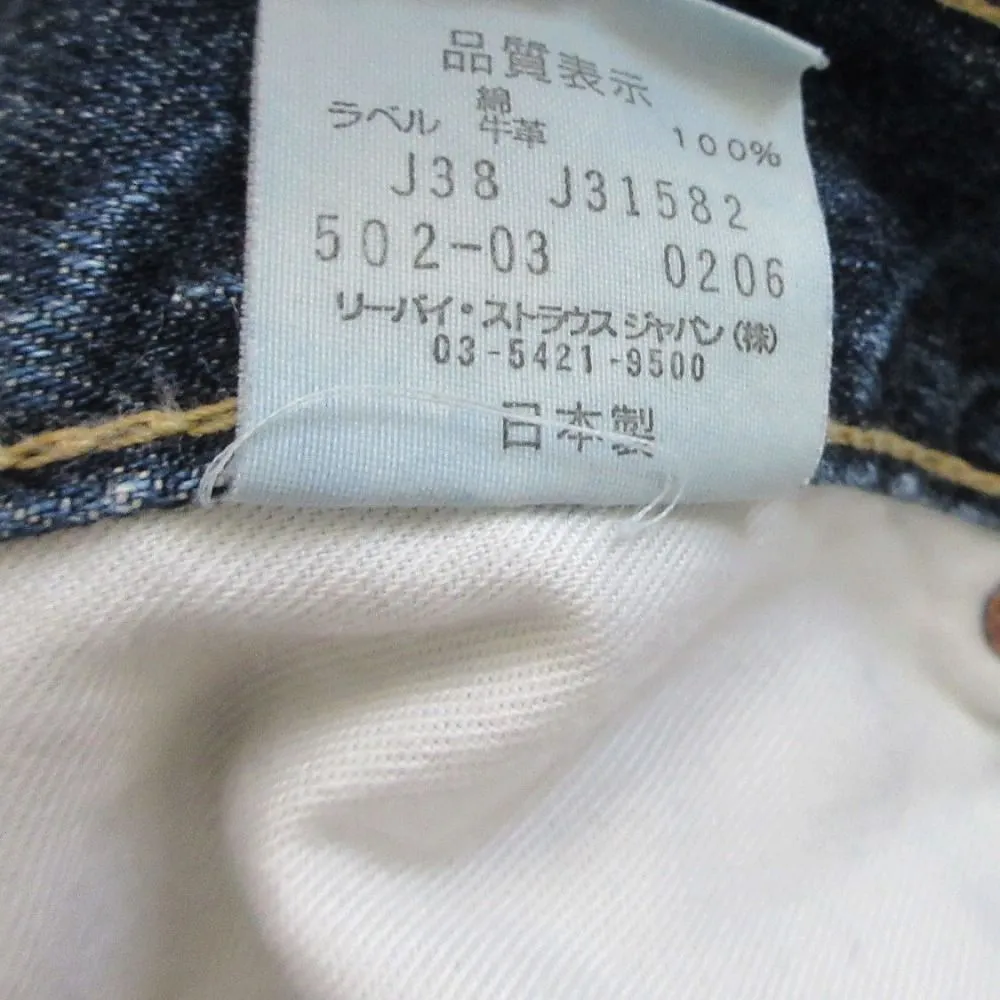 品質表示
綿 100%
ラベル 牛革
J38 J31582
502-03 0206
リーバイ・ストラウス ジャパン(株)
03-5421-9500
日本製